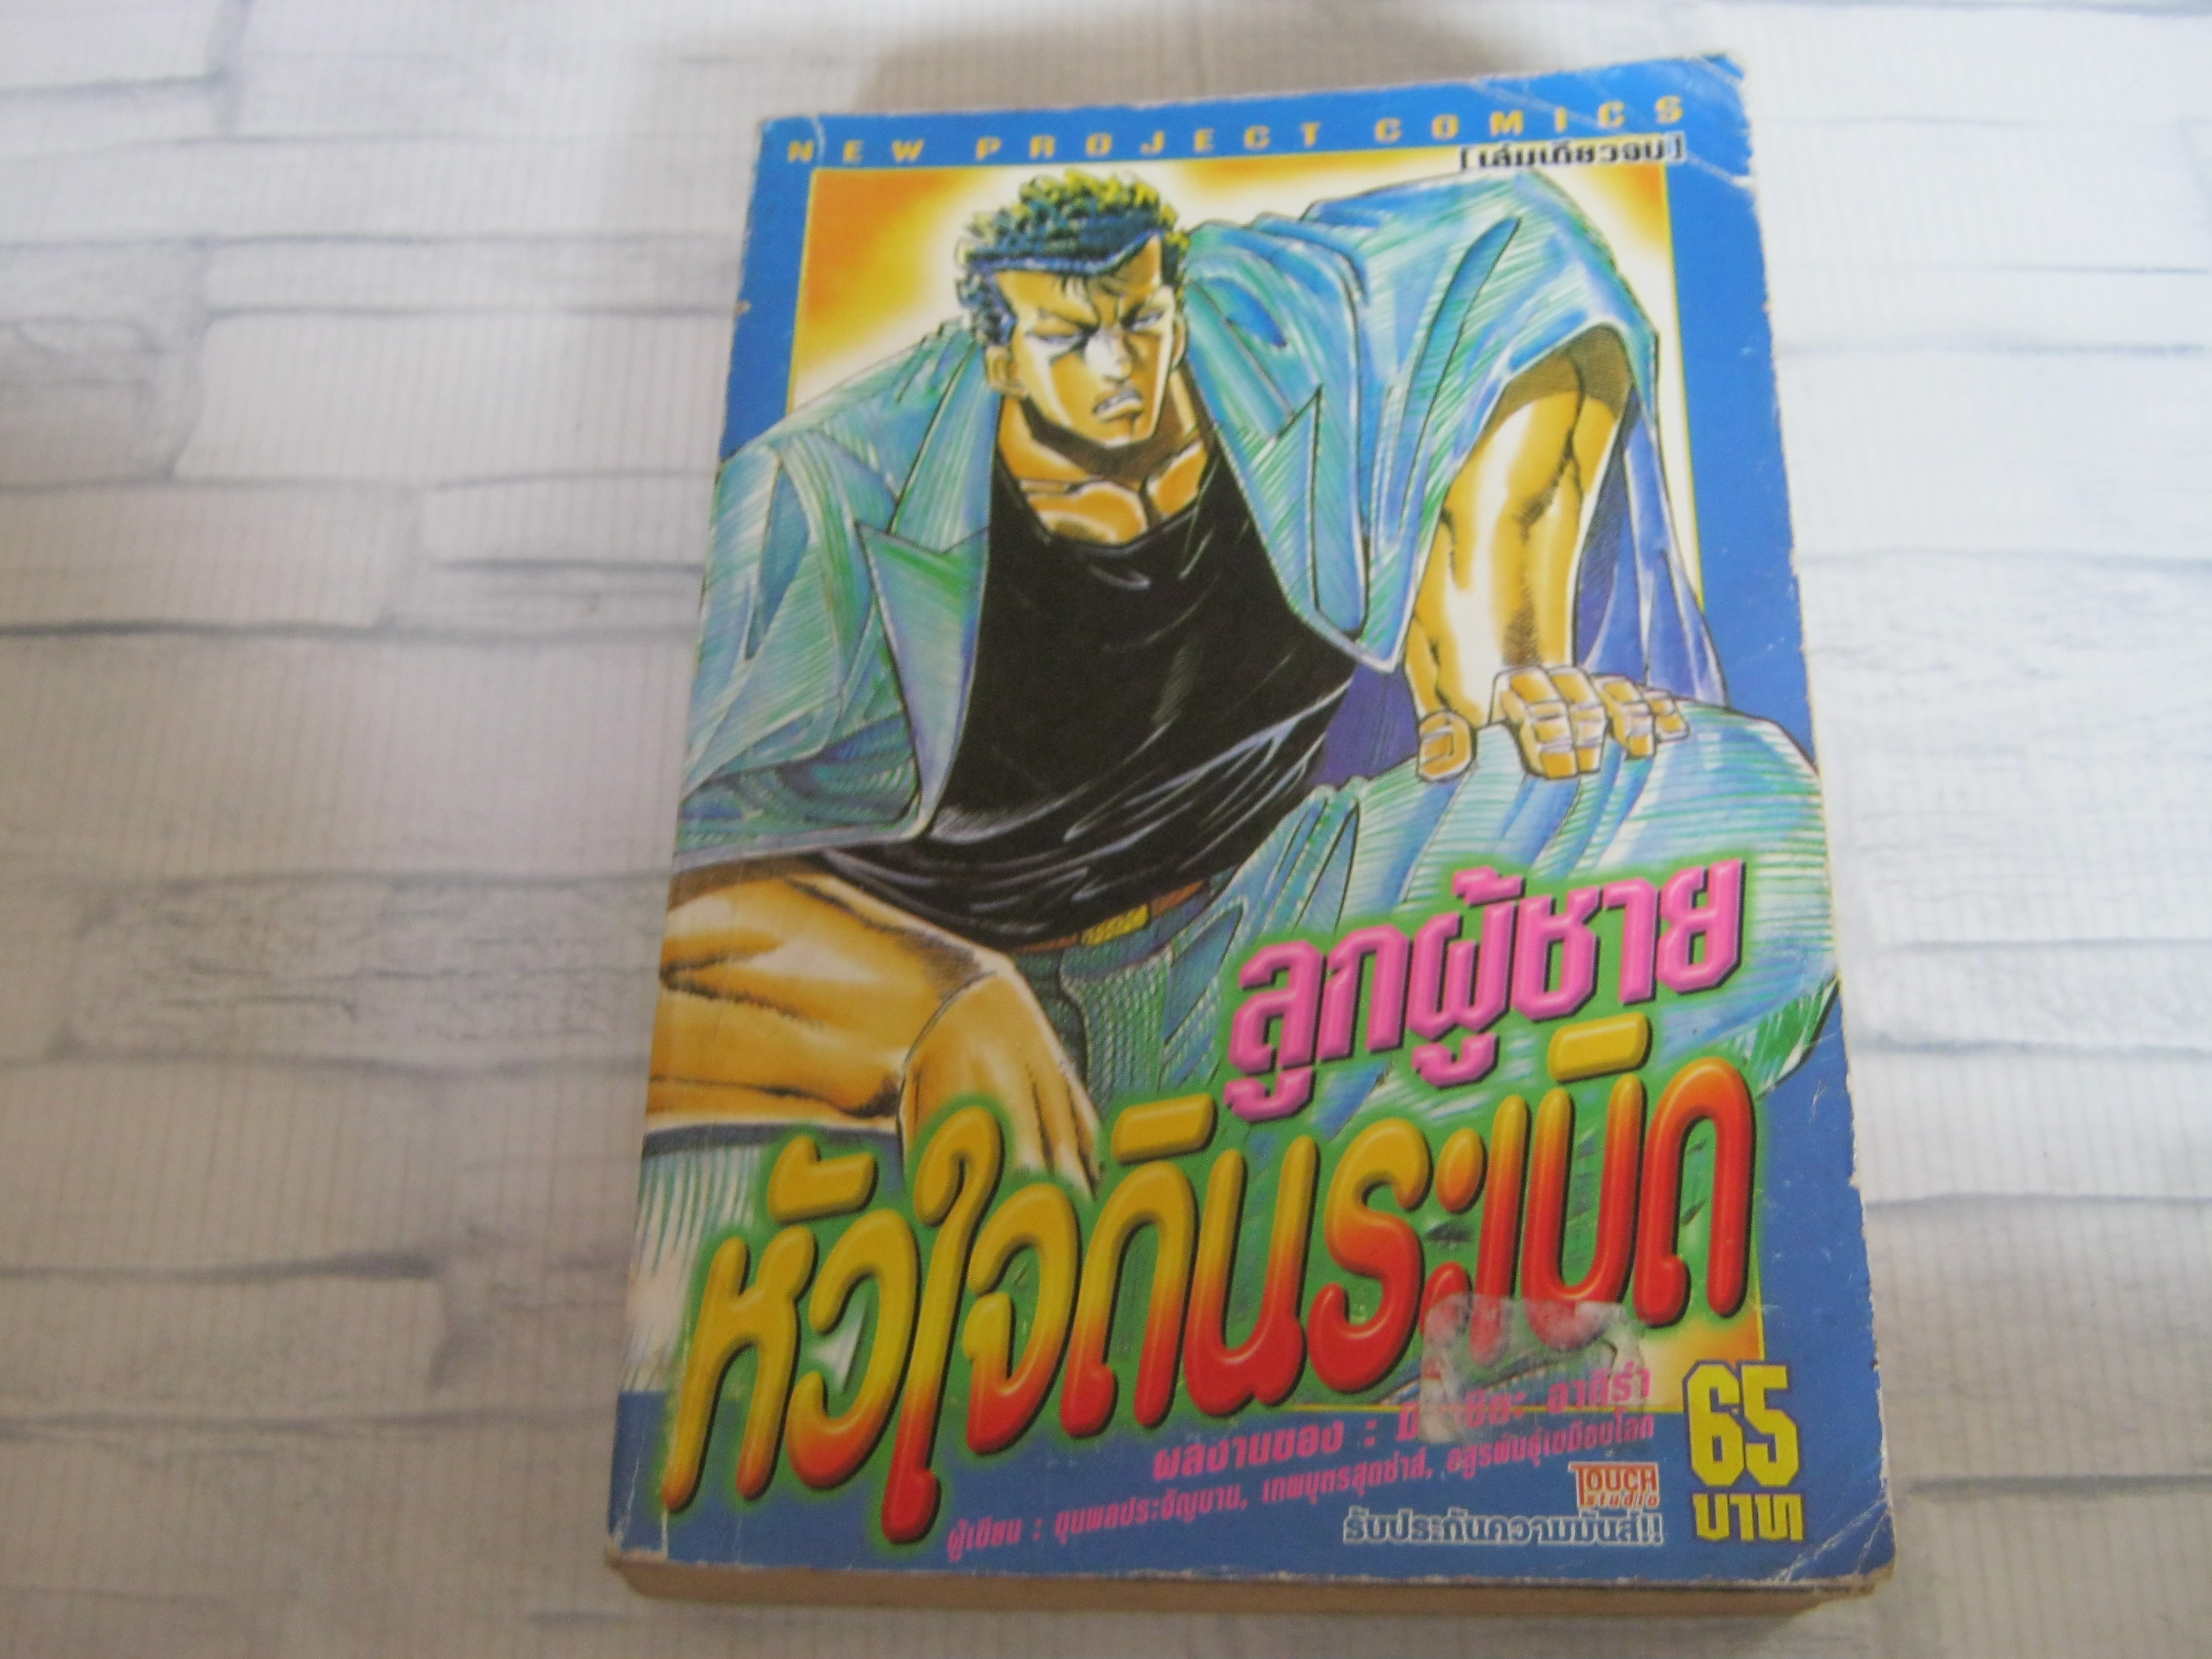 NEW PROJECT COMICS
[เล่มเดียวจบ]
ลูกผู้ชาย
หัวใจดินระเบิด
ผลงานของ : อากิร่า
ผู้เขียน : ขุนพลประจัญบาน, เทพบุตรสุดซ่าส์, อสูรพันธุ์เขมือบโลก
TOUCH
studio
รับประกันความมันส์!!
65
บาท